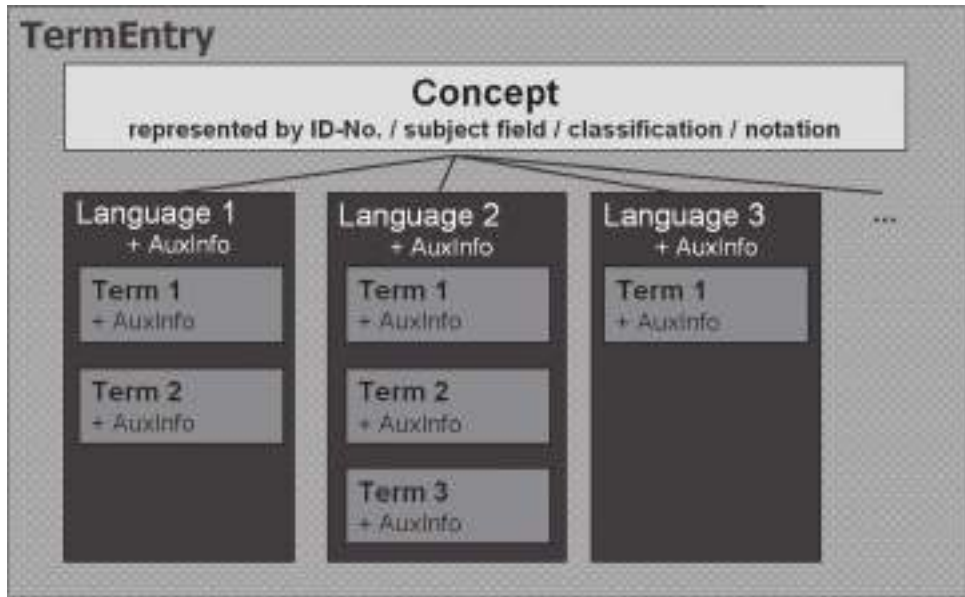 TermEntry
Concept
represented by ID-No. / subject field / classification / notation
Language 1
+ AuxInfo
Term 1
+ AuxInfo
Term 2
+ AuxInfo
Language 2
+ AuxInfo
Term 1
+ AuxInfo
Term 2
+ AuxInfo
Term 3
+ AuxInfo
Language 3
+ AuxInfo
Term 1
+ AuxInfo
...